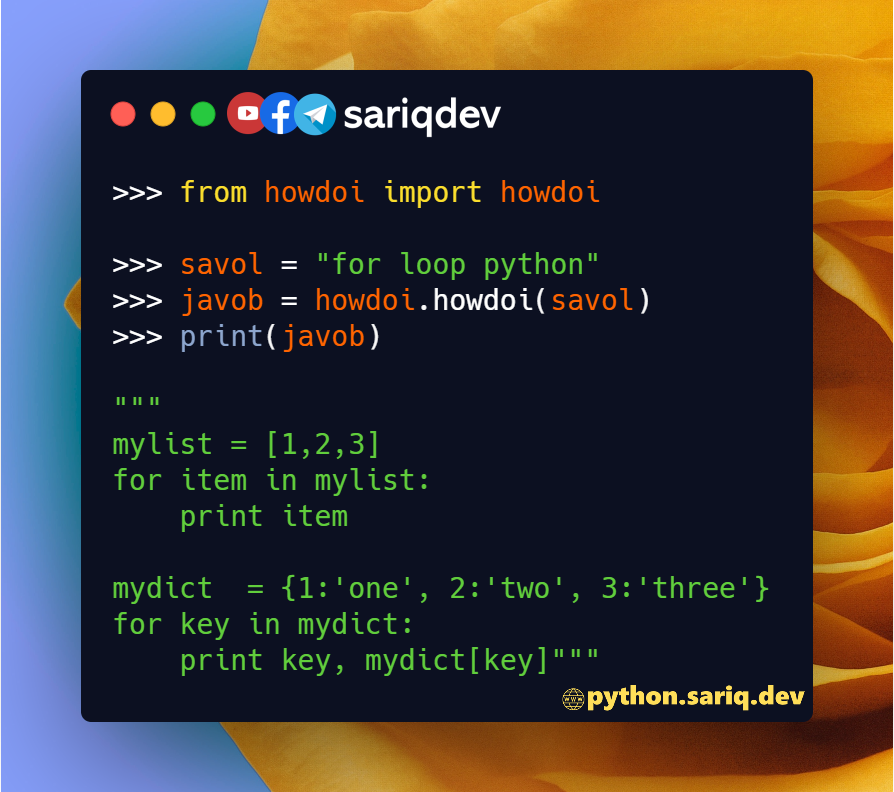 sariqdev
>>> from howdoi import howdoi
>>> savol = "for loop python"
>>> javob = howdoi.howdoi(savol)
>>> print(javob)
"""
mylist = [1,2,3]
for item in mylist:
    print item
mydict  = {1:'one', 2:'two', 3:'three'}
for key in mydict:
    print key, mydict[key]"""
python.sariq.dev